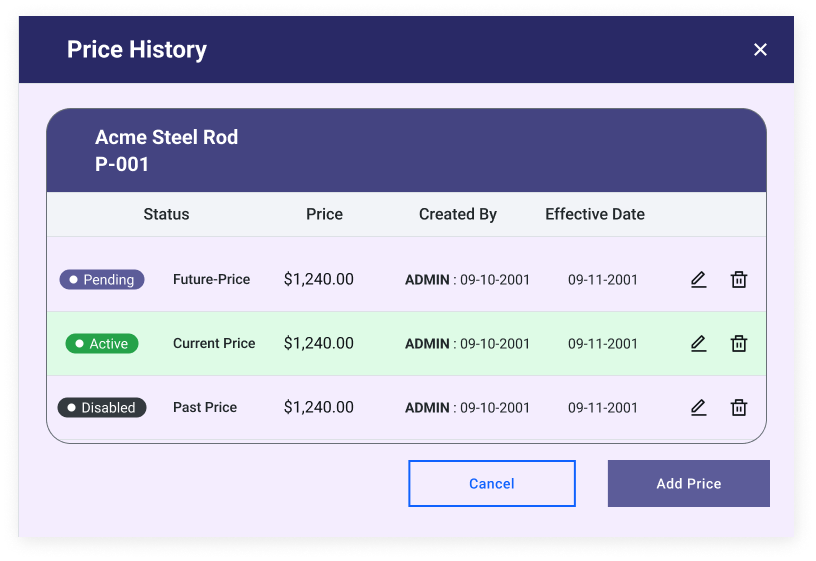 Price History
Acme Steel Rod
P-001
Status Price Created By Effective Date
Pending Future-Price $1,240.00 ADMIN : 09-10-2001 09-11-2001
Active Current Price $1,240.00 ADMIN : 09-10-2001 09-11-2001
Disabled Past Price $1,240.00 ADMIN : 09-10-2001 09-11-2001
Cancel Add Price